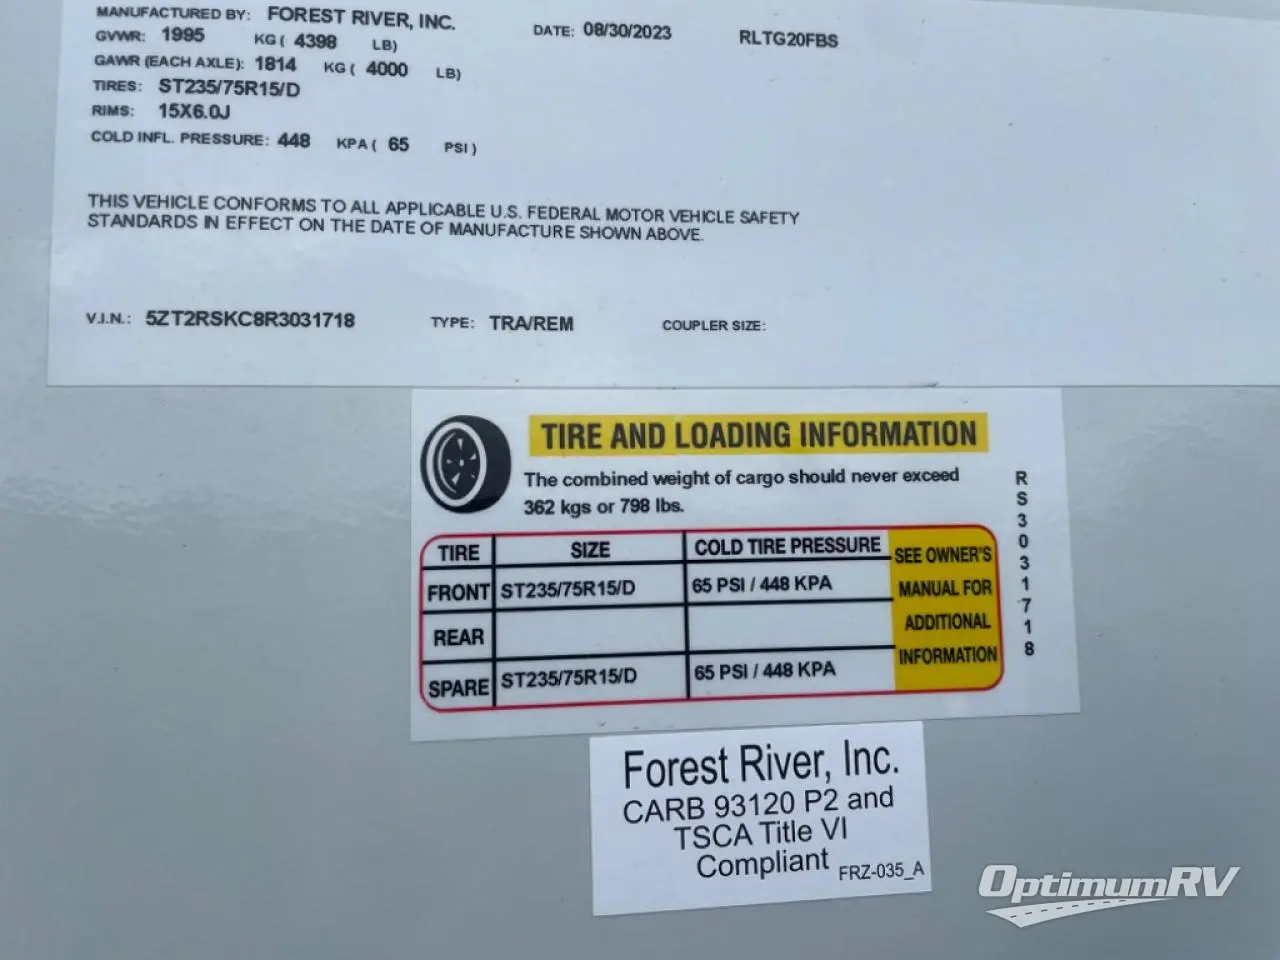 MANUFACTURED BY: FOREST RIVER, INC. DATE: 08/30/2023 RLTG20FBS
GVWR: 1995 KG ( 4398 LB)
GAWR (EACH AXLE): 1814 KG ( 4000 LB)
TIRES: ST235/75R15/D
RIMS: 15X6.0J
COLD INFL. PRESSURE: 448 KPA ( 65 PSI )
THIS VEHICLE CONFORMS TO ALL APPLICABLE U.S. FEDERAL MOTOR VEHICLE SAFETY
STANDARDS IN EFFECT ON THE DATE OF MANUFACTURE SHOWN ABOVE.
V.I.N.: 5ZT2RSKC8R3031718 TYPE: TRA/REM COUPLER SIZE:
TIRE AND LOADING INFORMATION
The combined weight of cargo should never exceed
362 kgs or 798 lbs.
TIRE SIZE COLD TIRE PRESSURE
FRONT ST235/75R15/D 65 PSI / 448 KPA
REAR
SPARE ST235/75R15/D 65 PSI / 448 KPA
SEE OWNER'S
MANUAL FOR
ADDITIONAL
INFORMATION
RS3031718
Forest River, Inc.
CARB 93120 P2 and
TSCA Title VI
Compliant FRZ-035_A
OptimumRV